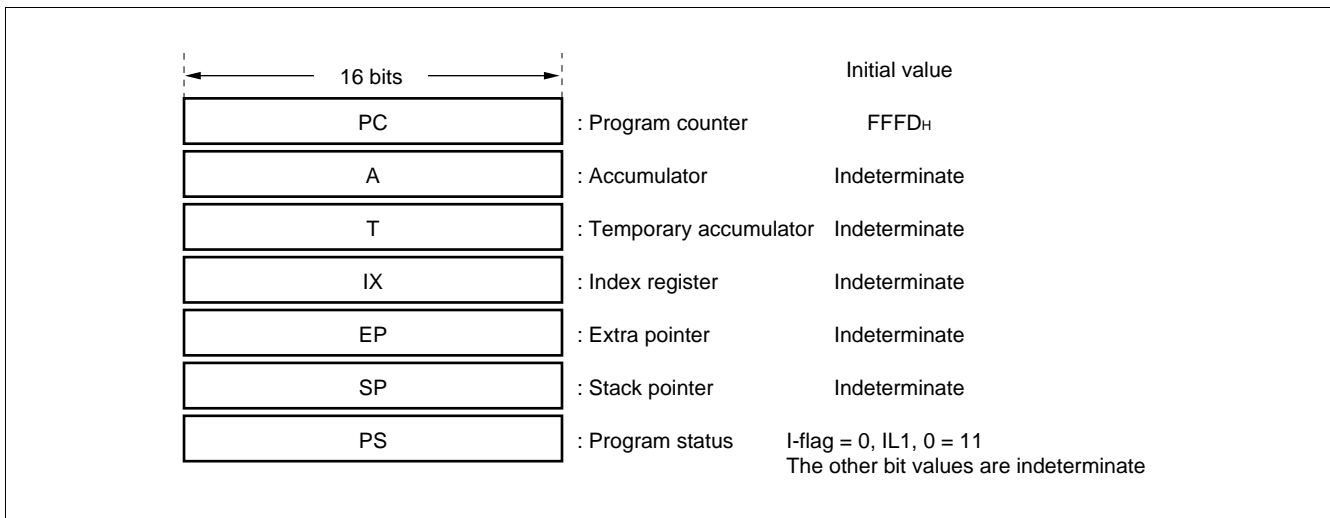 16 bits Initial value
PC : Program counter FFFDH
A : Accumulator Indeterminate
T : Temporary accumulator Indeterminate
IX : Index register Indeterminate
EP : Extra pointer Indeterminate
SP : Stack pointer Indeterminate
PS : Program status I-flag = 0, IL1, 0 = 11
The other bit values are indeterminate